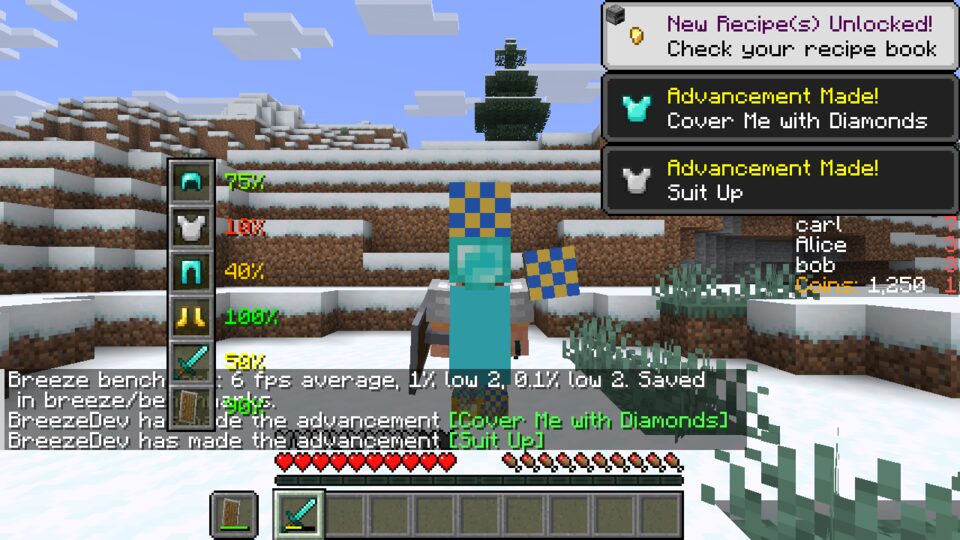 New Recipe(s) Unlocked!
Check your recipe book
Advancement Made!
Cover Me with Diamonds
Advancement Made!
Suit Up
carl
Alice
bob
Coins: 1,250
75%
10%
40%
100%
50%
90%
Breeze bench : 6 fps average, 1% low 2, 0.1% low 2. Saved
in breeze/be
BreezeDev ha de the advancement [Cover Me with Diamonds]
BreezeDev has made the advancement [Suit Up]